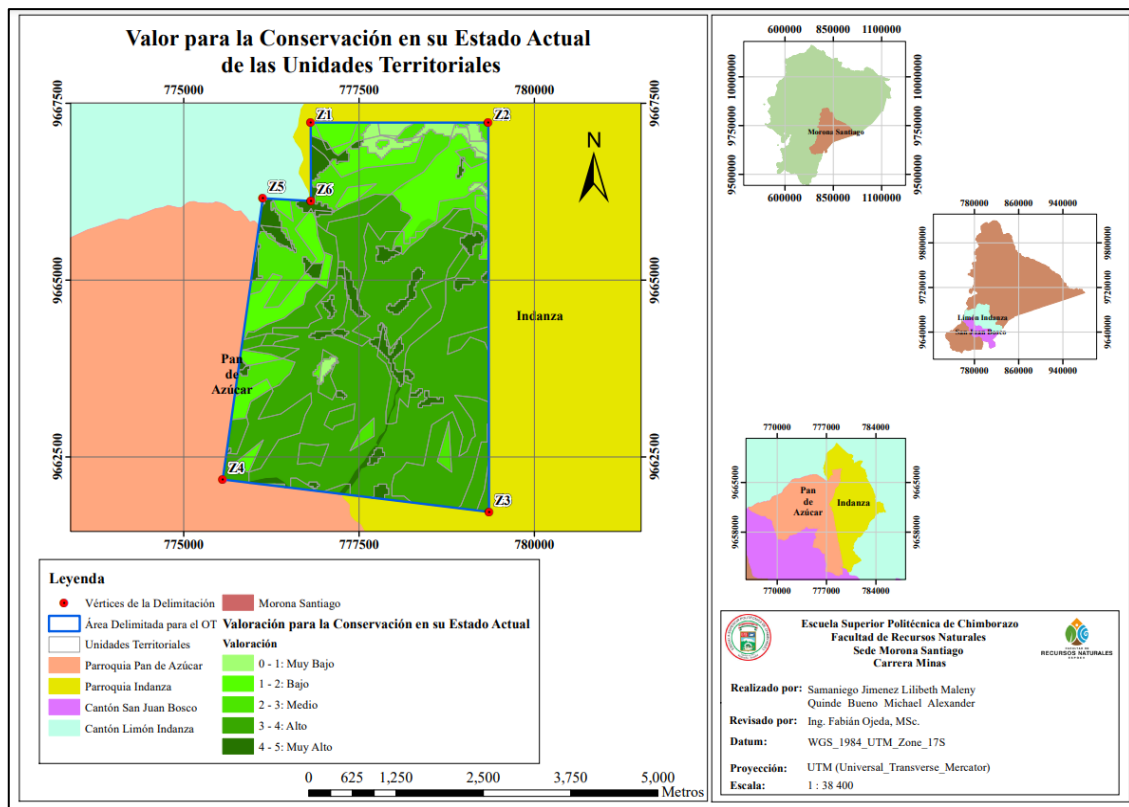 Valor para la Conservación en su Estado Actual
de las Unidades Territoriales
775000
777500
780000
9667500
9667500
9665000
9665000
9662500
9662500
Z1
Z2
N
Z5
Z6
Indanza
Pan
de
Azúcar
Z4
Z3
775000
777500
780000
Leyenda
Vértices de la Delimitación
Área Delimitada para el OT
Unidades Territoriales
Parroquia Pan de Azúcar
Parroquia Indanza
Cantón San Juan Bosco
Cantón Limón Indanza
Morona Santiago
Valoración para la Conservación en su Estado Actual
Valoración
0 - 1: Muy Bajo
1 - 2: Bajo
2 - 3: Medio
3 - 4: Alto
4 - 5: Muy Alto
0 625 1,250 2,500 3,750 5,000
Metros
600000 850000 1100000
10000000
10000000
9750000
9750000
9500000
9500000
Morona Santiago
600000 850000 1100000
780000 860000 940000
9800000
9800000
9720000
9720000
9640000
9640000
Limón Indanza
San Juan Bosco
780000 860000 940000
770000 777000 784000
9665000
9665000
9658000
9658000
Pan
de
Azúcar
Indanza
770000 777000 784000
Escuela Superior Politécnica de Chimborazo
Facultad de Recursos Naturales
Sede Morona Santiago
Carrera Minas
RECURSOS NATURALES
Realizado por: Samaniego Jimenez Lilibeth Maleny
Quinde Bueno Michael Alexander
Revisado por: Ing. Fabián Ojeda, MSc.
Datum: WGS_1984_UTM_Zone_17S
Proyección: UTM (Universal_Transverse_Mercator)
Escala: 1 : 38 400